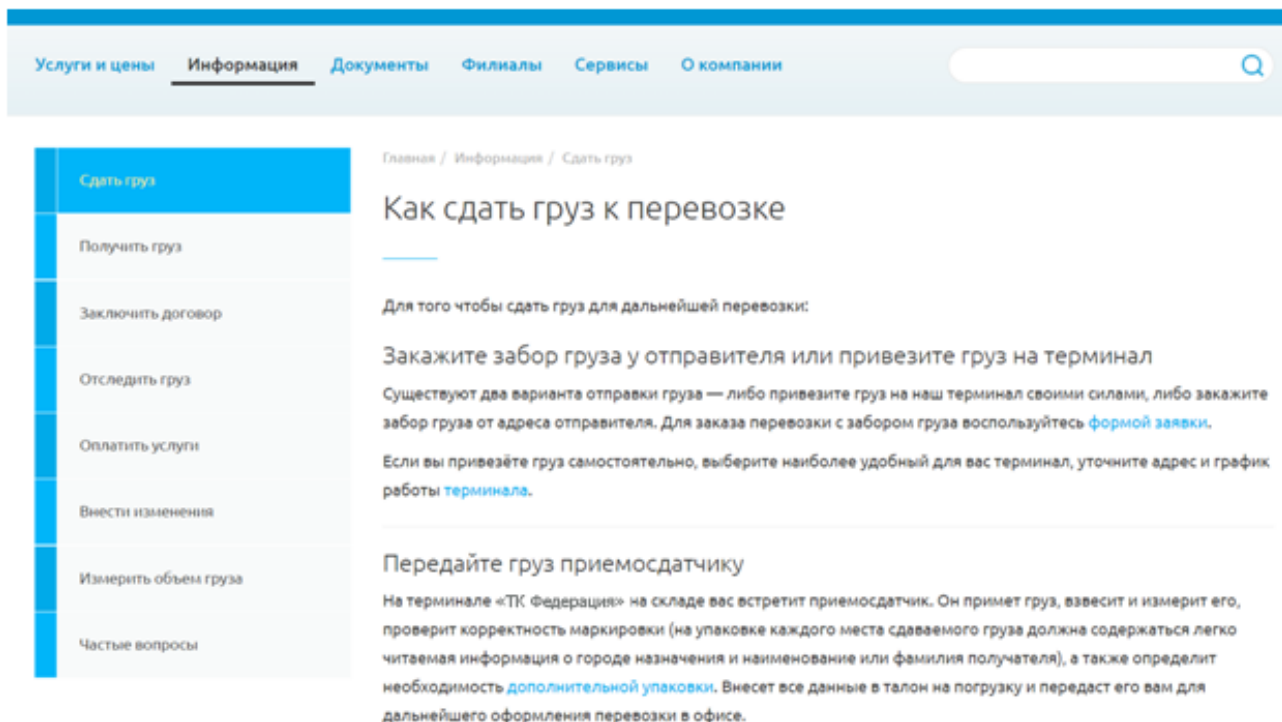 Услуги и цены Информация Документы Филиалы Сервисы О компании
Сдать груз
Получить груз
Заключить договор
Отследить груз
Оплатить услуги
Внести изменения
Измерить объем груза
Частые вопросы
Главная / Информация / Сдать груз
Как сдать груз к перевозке
Для того чтобы сдать груз для дальнейшей перевозки:
Закажите забор груза у отправителя или привезите груз на терминал
Существуют два варианта отправки груза — либо привезите груз на наш терминал своими силами, либо закажите
забор груза от адреса отправителя. Для заказа перевозки с забором груза воспользуйтесь формой заявки.
Если вы привезёте груз самостоятельно, выберите наиболее удобный для вас терминал, уточните адрес и график
работы терминала.
Передайте груз приемосдатчику
На терминале «ТК Федерация» на складе вас встретит приемосдатчик. Он примет груз, взвесит и измерит его,
проверит корректность маркировки (на упаковке каждого места сдаваемого груза должна содержаться легко
читаемая информация о городе назначения и наименование или фамилия получателя), а также определит
необходимость дополнительной упаковки. Внесет все данные в талон на погрузку и передаст его вам для
дальнейшего оформления перевозки в офисе.